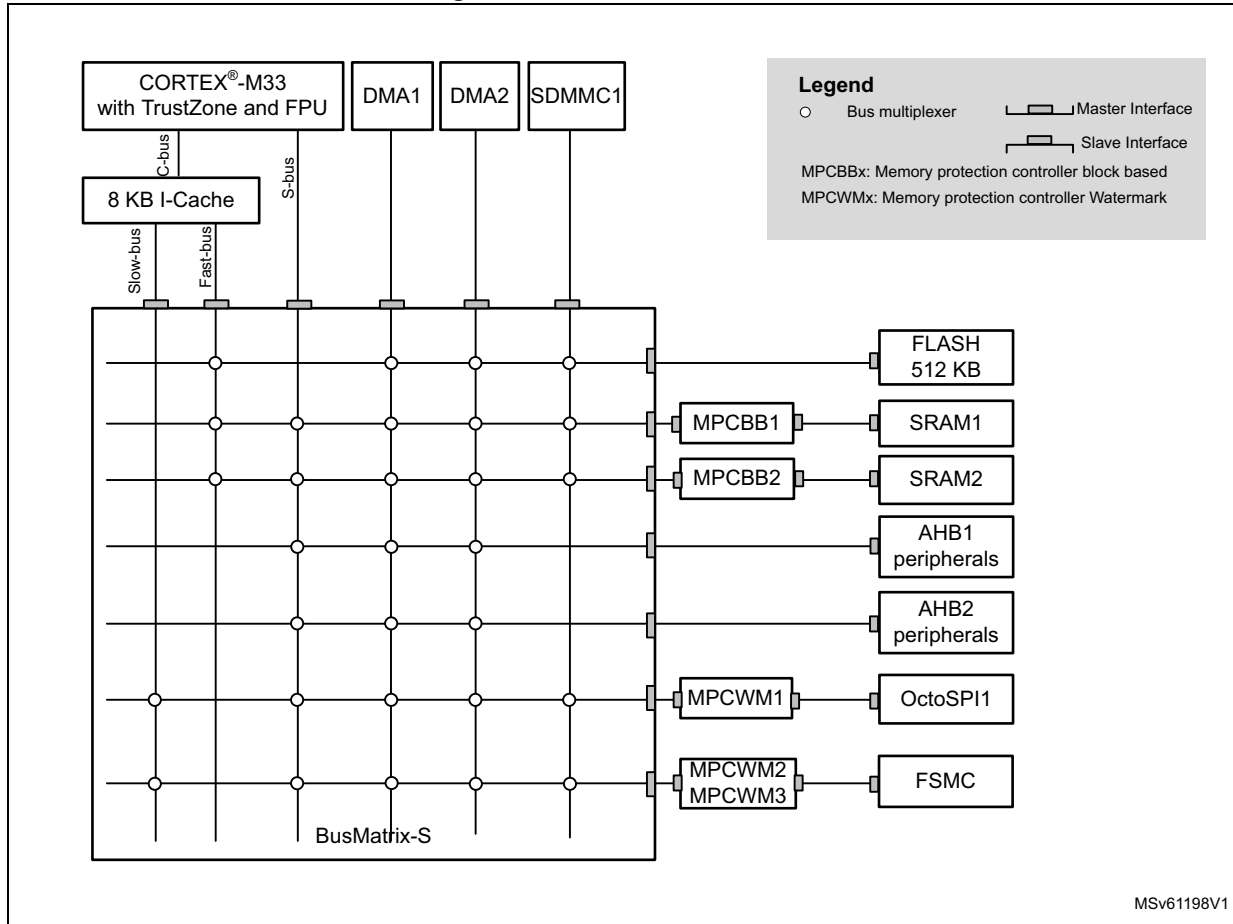 CORTEX®-M33
with TrustZone and FPU
DMA1
DMA2
SDMMC1
Legend
Bus multiplexer
Master Interface
Slave Interface
MPCBBx: Memory protection controller block based
MPCWMx: Memory protection controller Watermark
C-bus
S-bus
8 KB I-Cache
Slow-bus
Fast-bus
FLASH
512 KB
MPCBB1
SRAM1
MPCBB2
SRAM2
AHB1
peripherals
AHB2
peripherals
MPCWM1
OctoSPI1
MPCWM2
MPCWM3
FSMC
BusMatrix-S
MSv61198V1